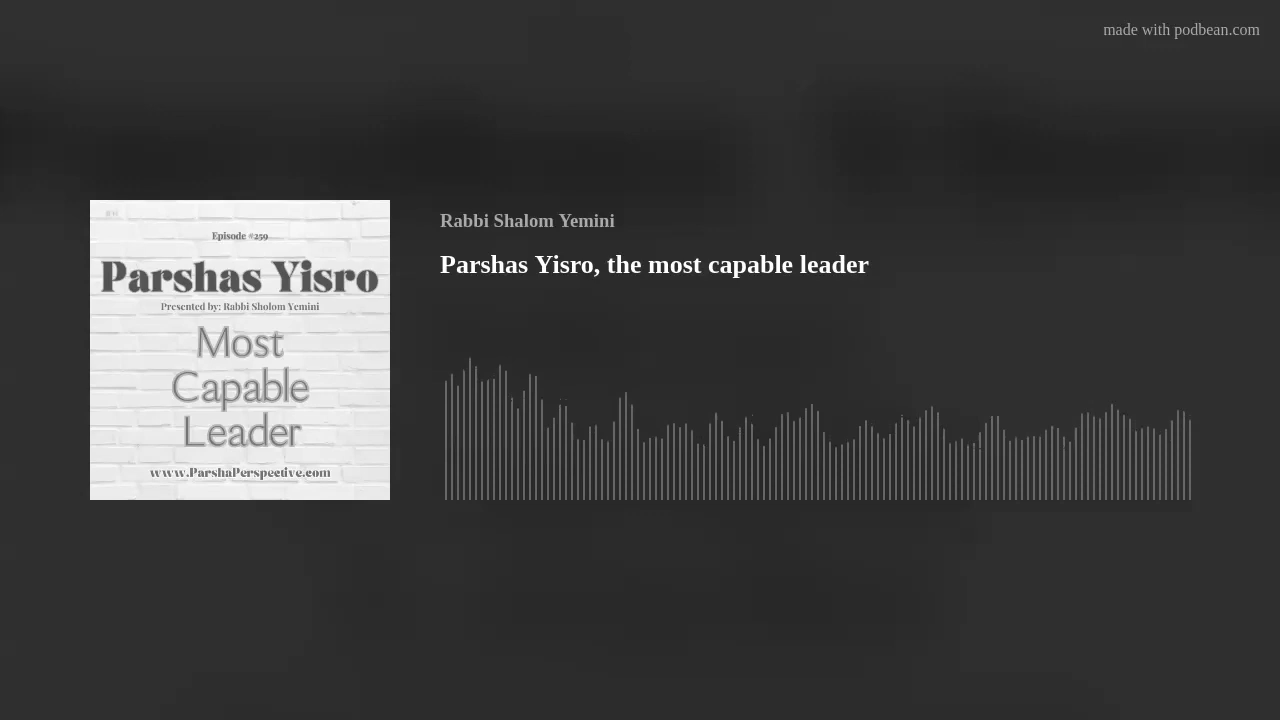 made with podbean.com
Episode #259
Parshas Yisro
Presented by: Rabbi Sholom Yemini
Most
Capable
Leader
www.ParshaPerspective.com
Rabbi Shalom Yemini
Parshas Yisro, the most capable leader